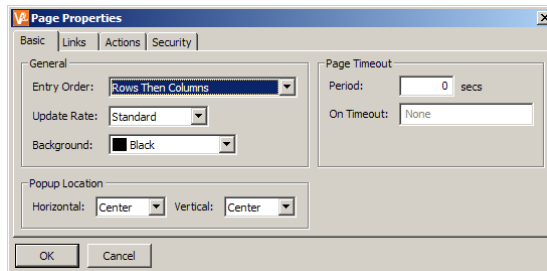 Page Properties
Basic Links Actions Security
General
Entry Order: Rows Then Columns
Update Rate: Standard
Background: Black
Page Timeout
Period: 0 secs
On Timeout: None
Popup Location
Horizontal: Center Vertical: Center
OK Cancel